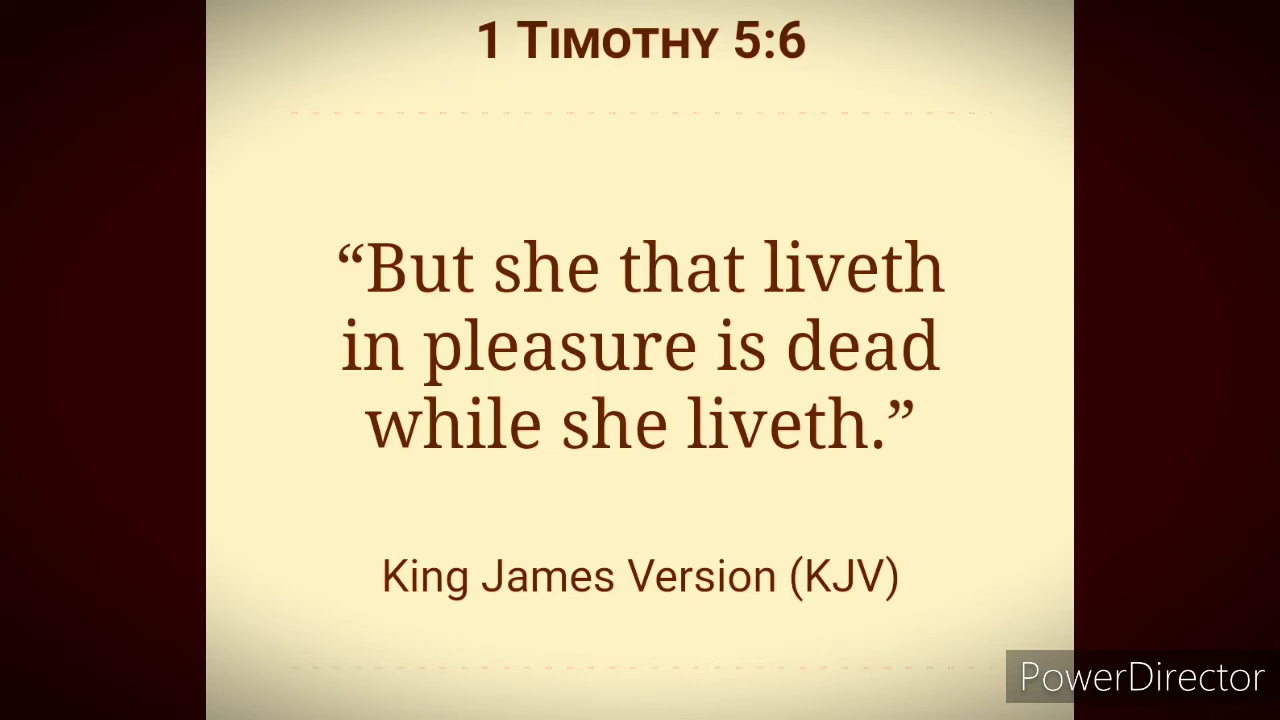 1 Timothy 5:6
“But she that liveth
in pleasure is dead
while she liveth.”
King James Version (KJV)
PowerDirector